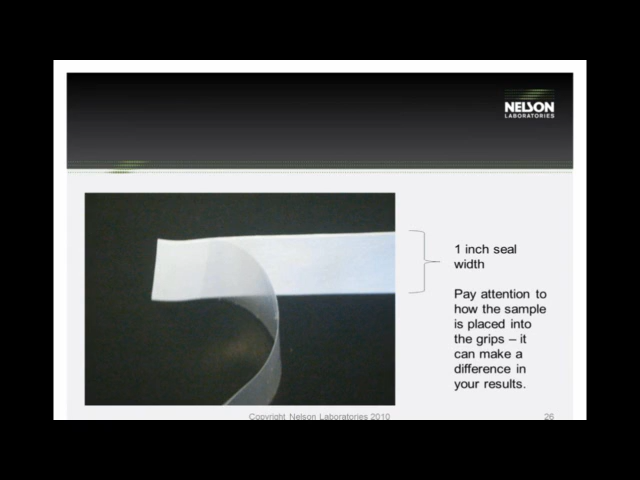 NELSON
LABORATORIES
1 inch seal
width
Pay attention to
how the sample
is placed into
the grips – it
can make a
difference in
your results.
Copyright Nelson Laboratories 2010
26